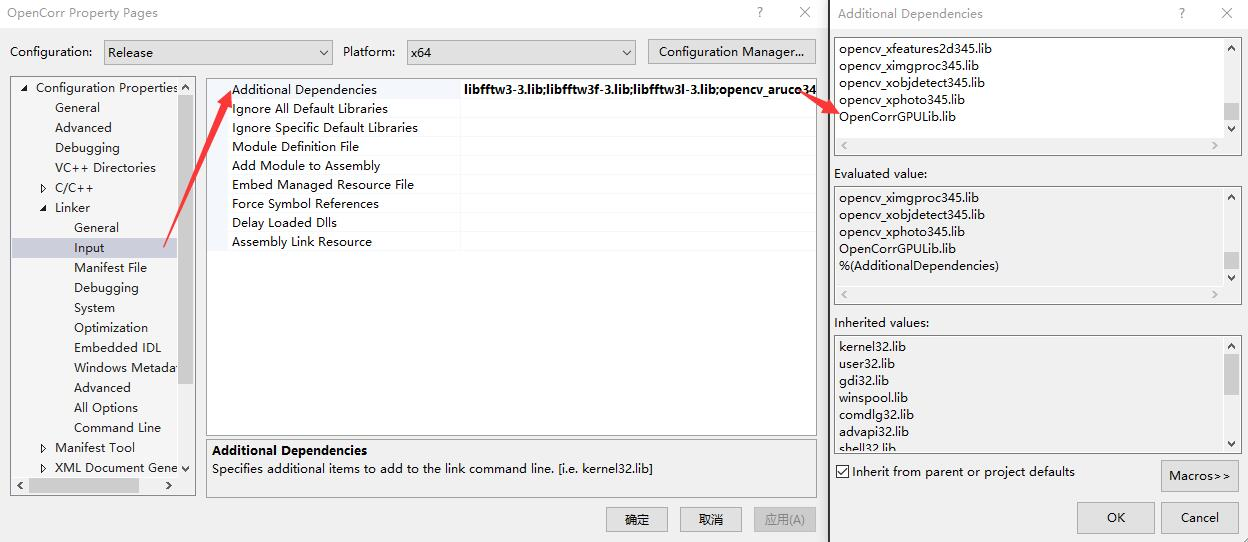 OpenCorr Property Pages
?
Configuration:
Release
Platform:
x64
Configuration Manager...
Configuration Properties
General
Advanced
Debugging
VC++ Directories
C/C++
Linker
General
Input
Manifest File
Debugging
System
Optimization
Embedded IDL
Windows Metada
Advanced
All Options
Command Line
Manifest Tool
XML Document Gene
Additional Dependencies
libfftw3-3.lib;libfftw3f-3.lib;libfftw3l-3.lib;opencv_aruco34
Ignore All Default Libraries
Ignore Specific Default Libraries
Module Definition File
Add Module to Assembly
Embed Managed Resource File
Force Symbol References
Delay Loaded Dlls
Assembly Link Resource
Additional Dependencies
Specifies additional items to add to the link command line. [i.e. kernel32.lib]
确定
取消
应用(A)
Additional Dependencies
?
opencv_xfeatures2d345.lib
opencv_ximgproc345.lib
opencv_xobjdetect345.lib
opencv_xphoto345.lib
OpenCorrGPULib.lib
Evaluated value:
opencv_ximgproc345.lib
opencv_xobjdetect345.lib
opencv_xphoto345.lib
OpenCorrGPULib.lib
%(AdditionalDependencies)
Inherited values:
kernel32.lib
user32.lib
gdi32.lib
winspool.lib
comdlg32.lib
advapi32.lib
shell32.lib
Inherit from parent or project defaults
Macros>>
OK
Cancel